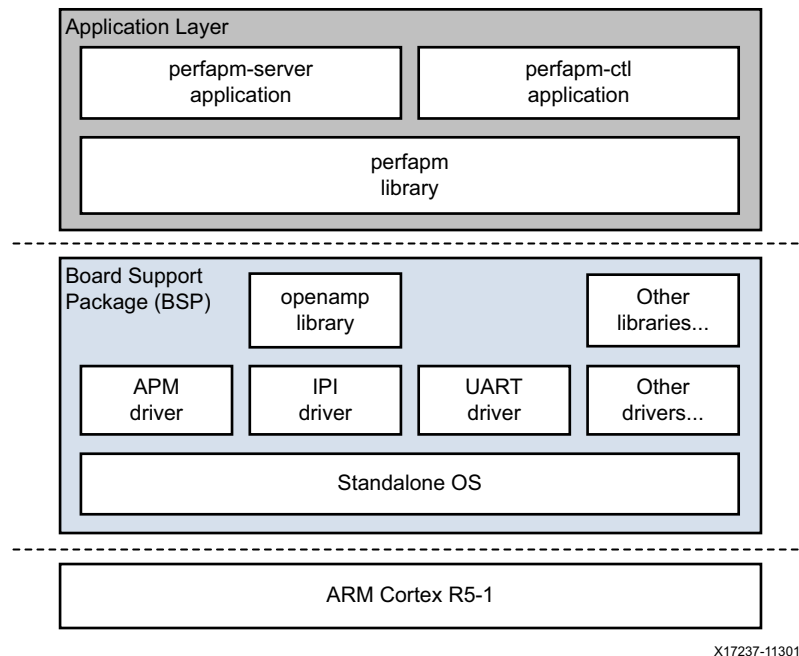 Application Layer
perfapm-server
application
perfapm-ctl
application
perfapm
library
Board Support
Package (BSP)
openamp
library
Other
libraries...
APM
driver
IPI
driver
UART
driver
Other
drivers...
Standalone OS
ARM Cortex R5-1
X17237-11301